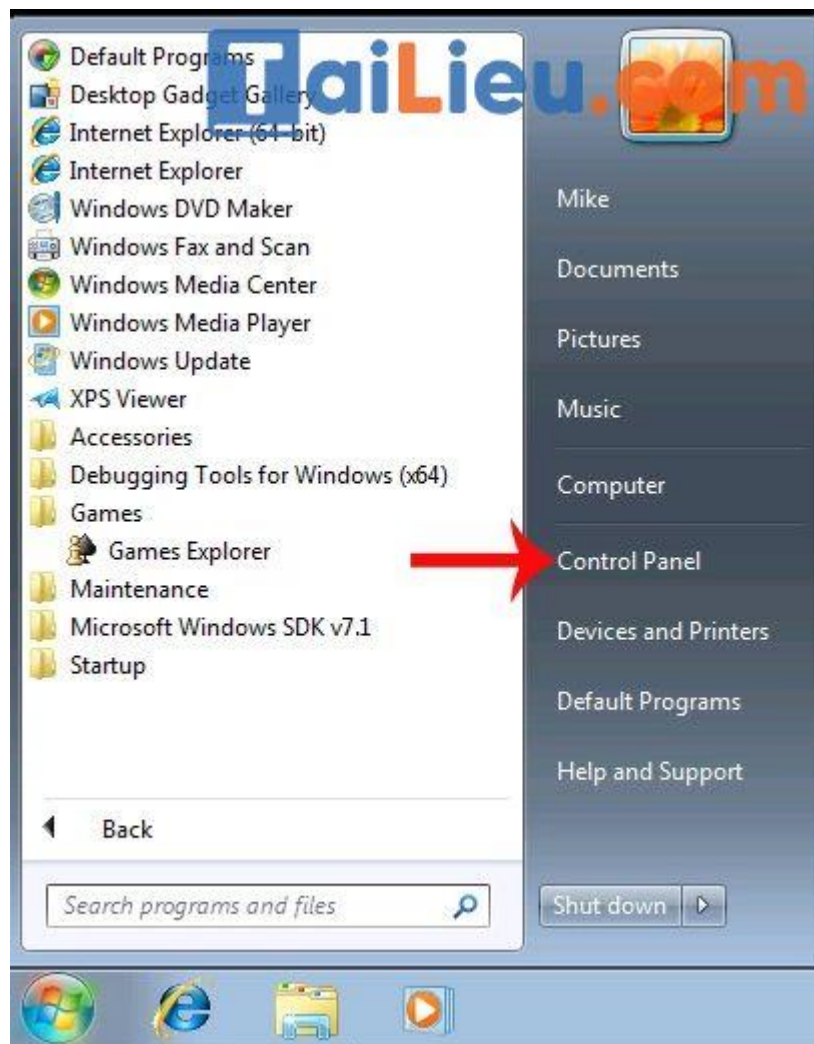 TaiLieu.com
Default Programs
Desktop Gadget Gallery
Internet Explorer (64-bit)
Internet Explorer
Windows DVD Maker
Windows Fax and Scan
Windows Media Center
Windows Media Player
Windows Update
XPS Viewer
Accessories
Debugging Tools for Windows (x64)
Games
Games Explorer
Maintenance
Microsoft Windows SDK v7.1
Startup
Back
Search programs and files
Mike
Documents
Pictures
Music
Computer
Control Panel
Devices and Printers
Default Programs
Help and Support
Shut down